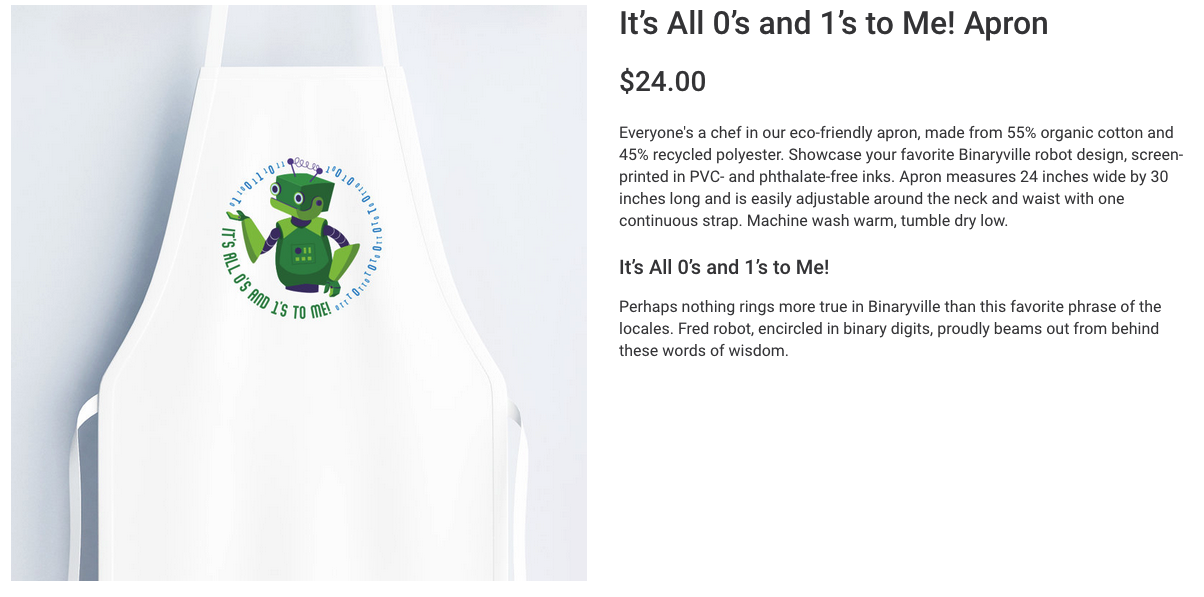 It’s All 0’s and 1’s to Me! Apron
$24.00
Everyone's a chef in our eco-friendly apron, made from 55% organic cotton and
45% recycled polyester. Showcase your favorite Binaryville robot design, screen-
printed in PVC- and phthalate-free inks. Apron measures 24 inches wide by 30
inches long and is easily adjustable around the neck and waist with one
continuous strap. Machine wash warm, tumble dry low.
It’s All 0’s and 1’s to Me!
Perhaps nothing rings more true in Binaryville than this favorite phrase of the
locales. Fred robot, encircled in binary digits, proudly beams out from behind
these words of wisdom.
IT'S ALL 0'S AND 1'S TO ME!